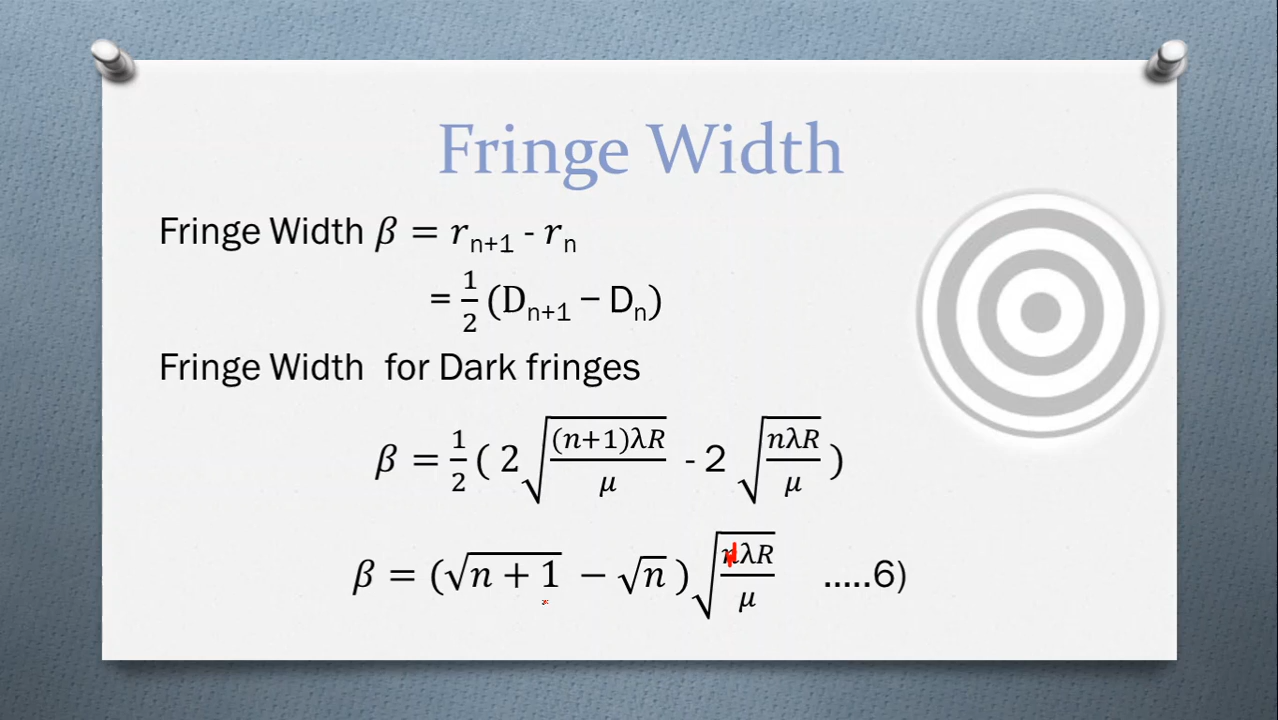 Fringe Width
Fringe Width β = rₙ₊₁ - rₙ
= 1/2 (Dₙ₊₁ – Dₙ)
Fringe Width for Dark fringes
β = 1/2 ( 2 √((n+1)λR/μ) - 2 √(nλR/μ) )
β = (√(n + 1) − √n ) √(nλR/μ) .....6)